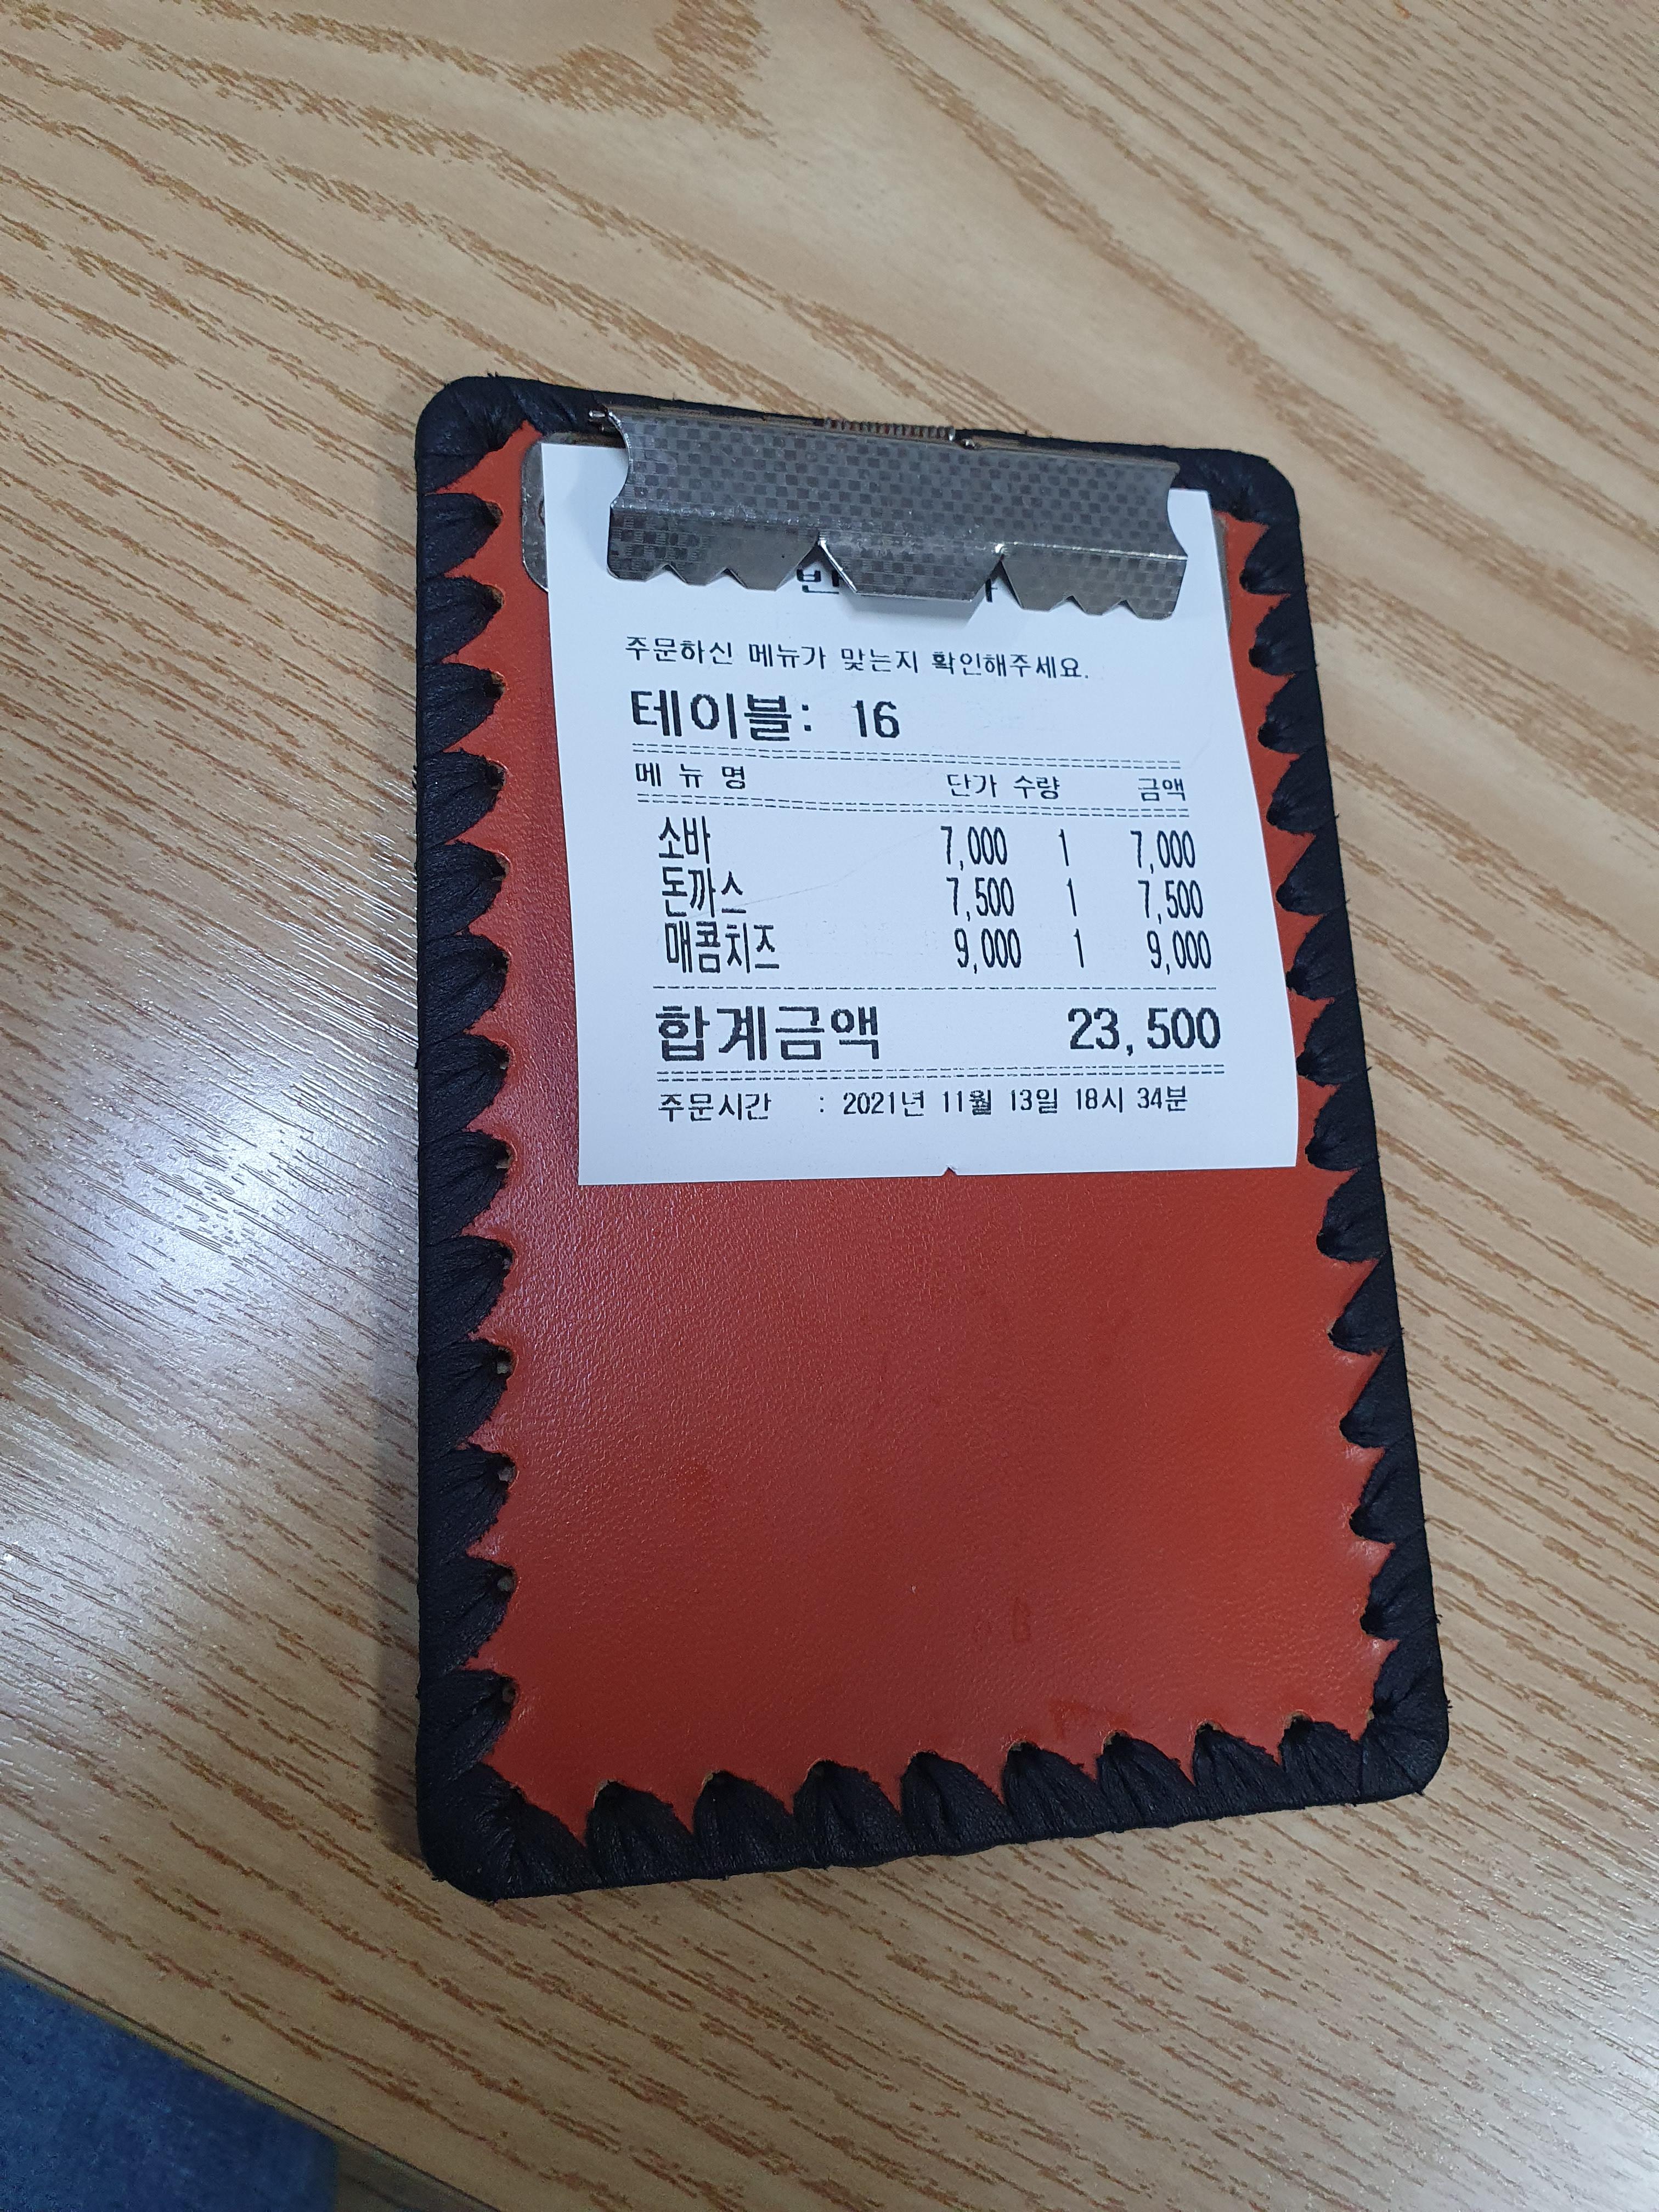 주문하신 메뉴가 맞는지 확인해주세요.
테이블: 16
메 뉴 명 단가 수량 금액
소바 7,000 1 7,000
돈까스 7,500 1 7,500
매콤치즈 9,000 1 9,000
합계금액 23,500
주문시간 : 2021년 11월 13일 18시 34분